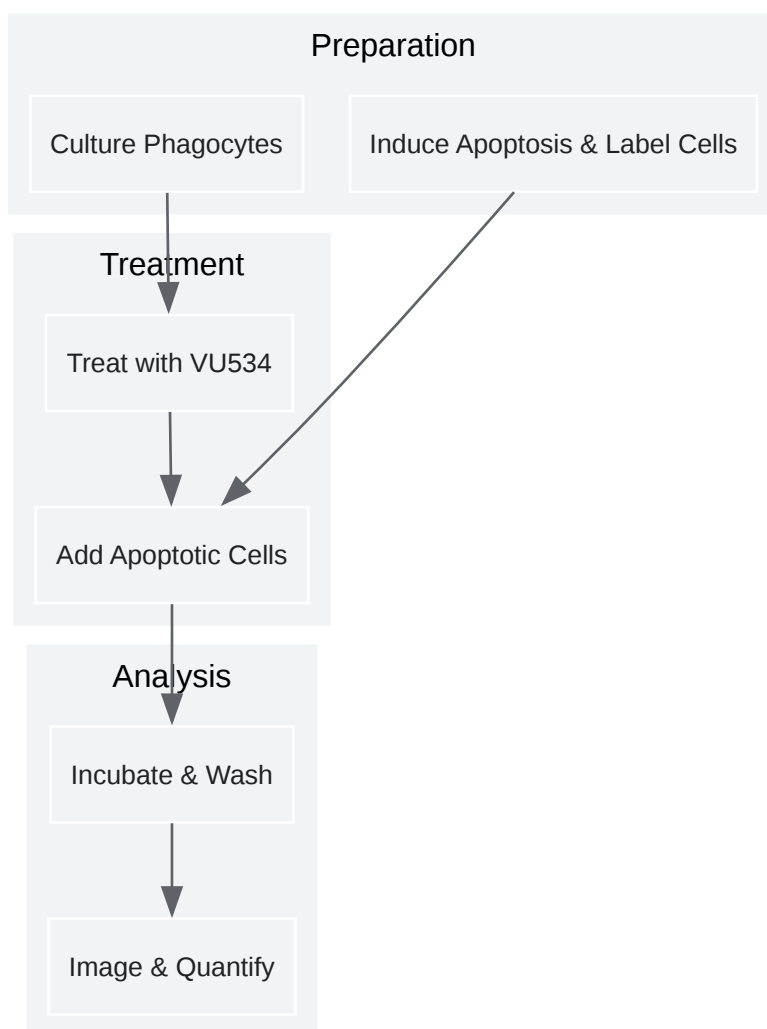 Preparation
Culture Phagocytes
Induce Apoptosis & Label Cells
Treatment
Treat with VU534
Add Apoptotic Cells
Analysis
Incubate & Wash
Image & Quantify